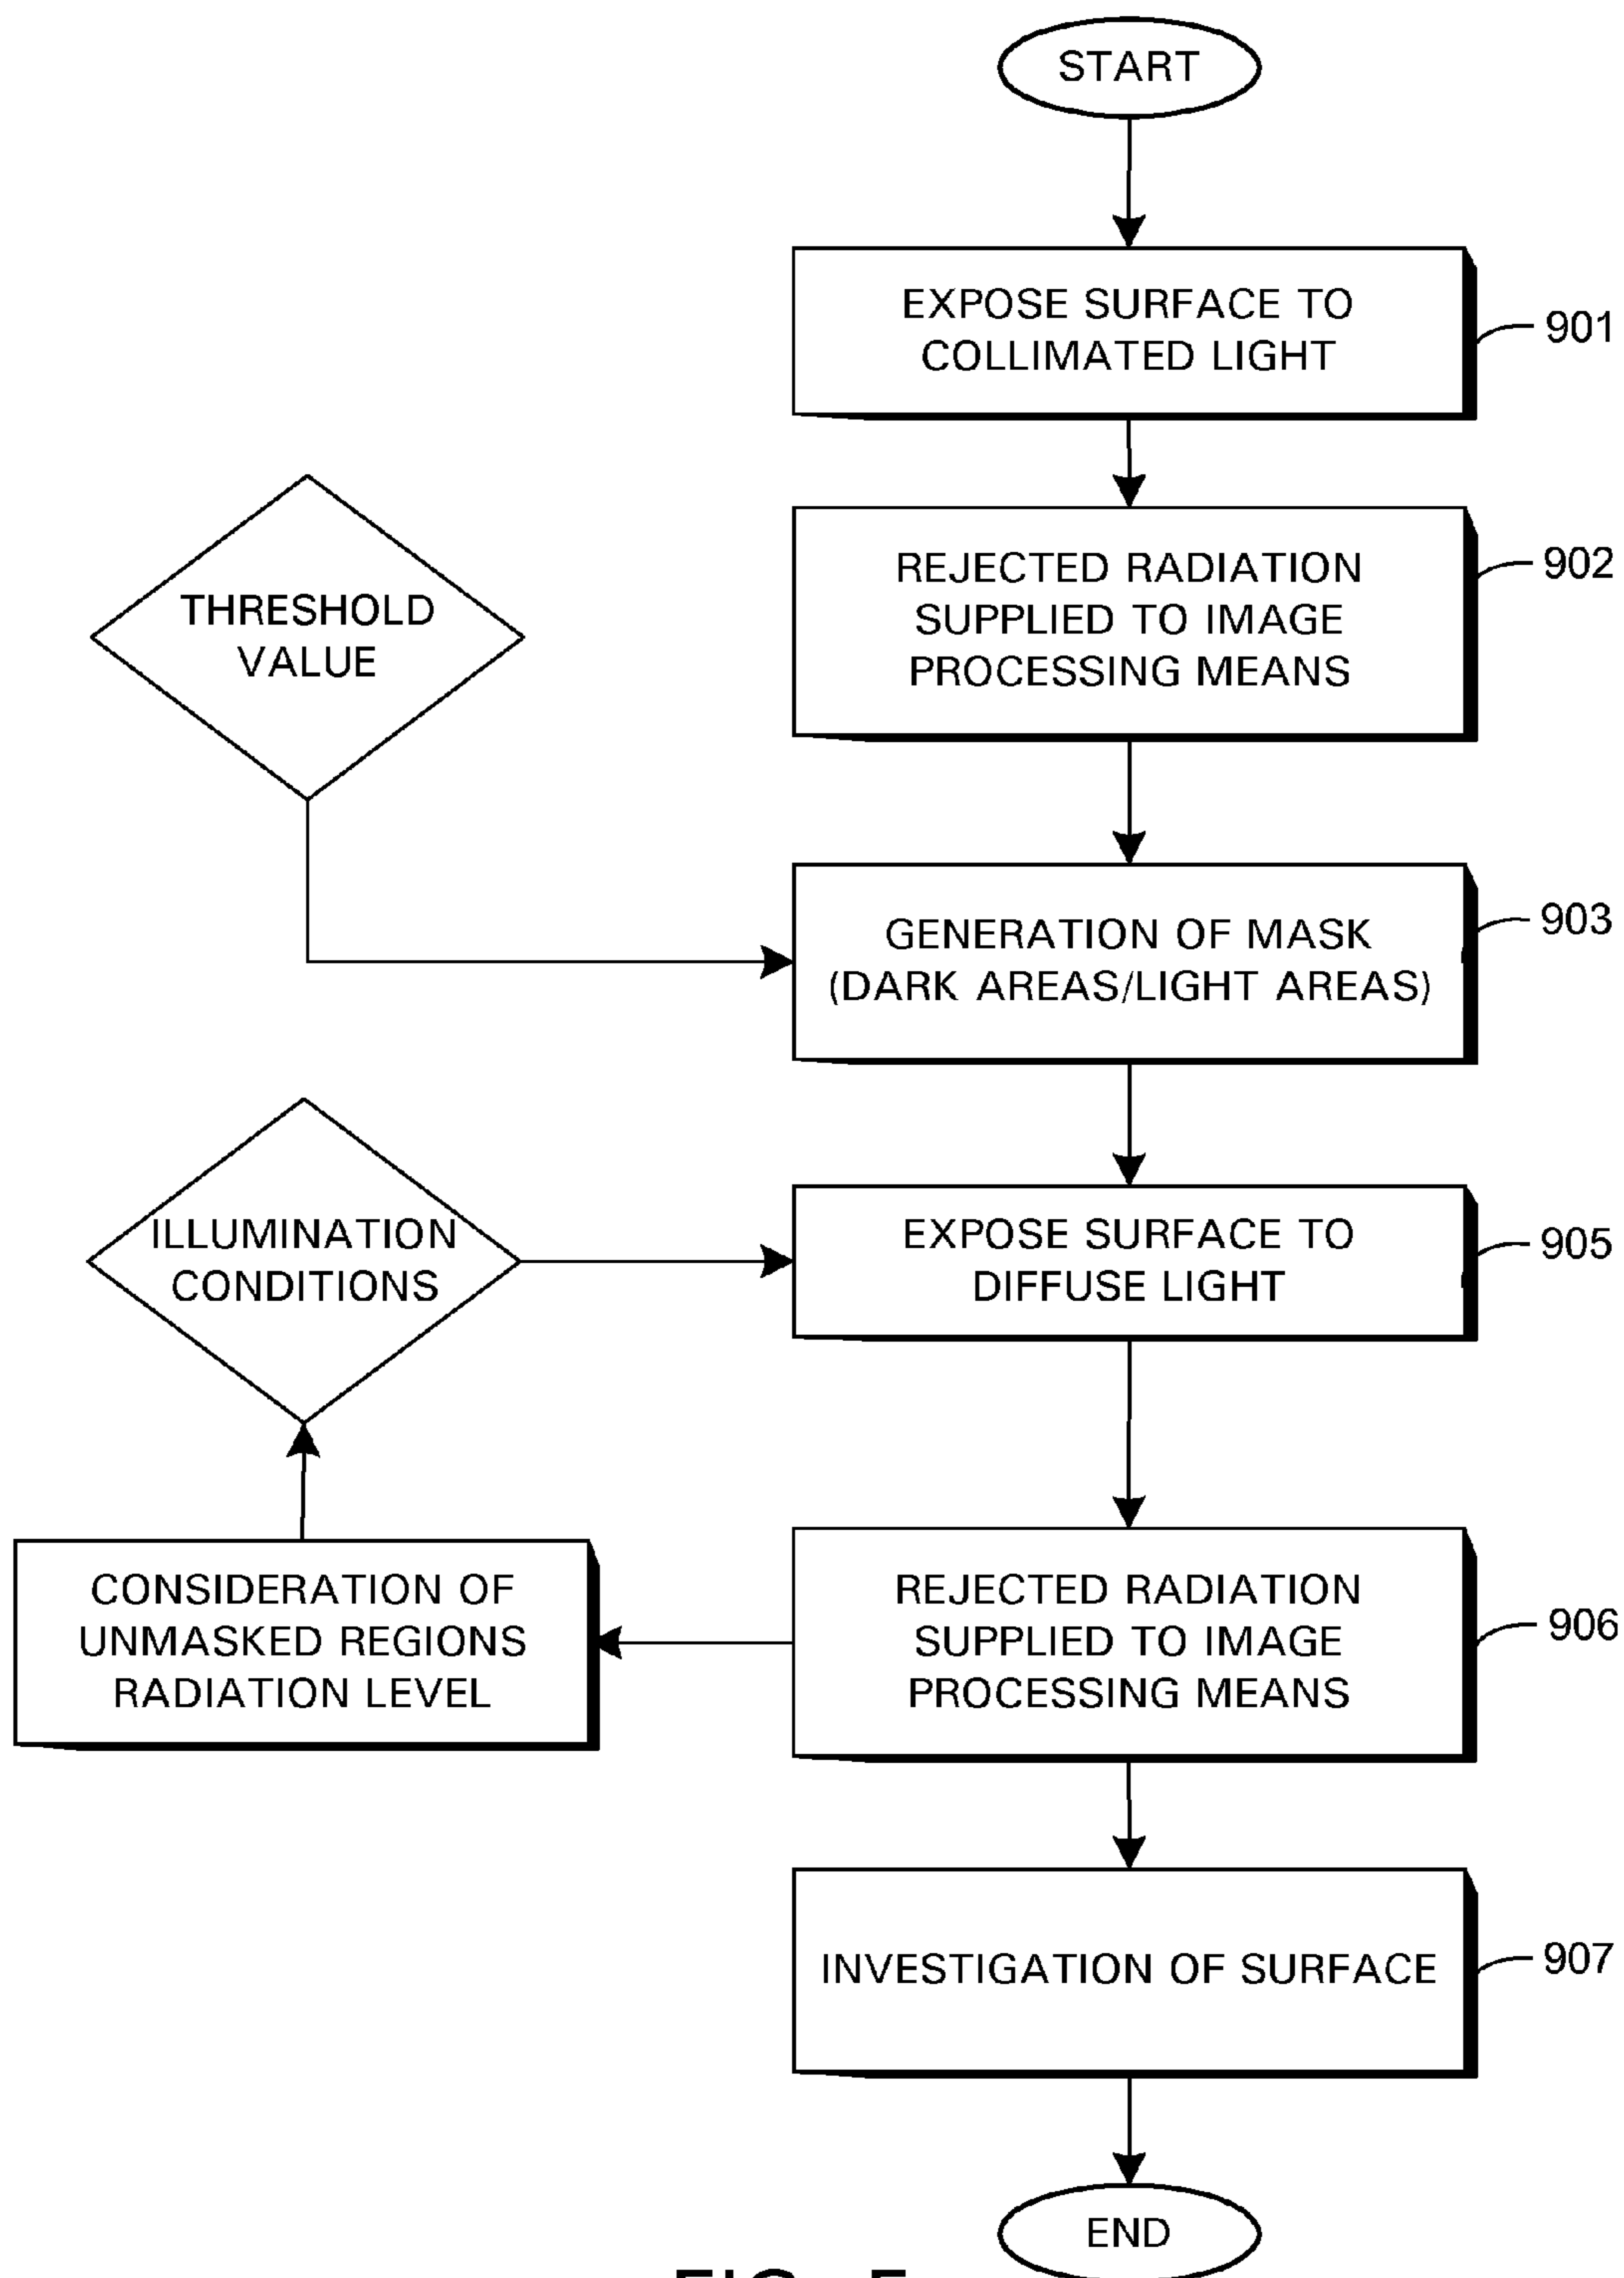 START
EXPOSE SURFACE TO
COLLIMATED LIGHT
901
REJECTED RADIATION
SUPPLIED TO IMAGE
PROCESSING MEANS
902
THRESHOLD
VALUE
GENERATION OF MASK
(DARK AREAS/LIGHT AREAS)
903
ILLUMINATION
CONDITIONS
EXPOSE SURFACE TO
DIFFUSE LIGHT
905
CONSIDERATION OF
UNMASKED REGIONS
RADIATION LEVEL
REJECTED RADIATION
SUPPLIED TO IMAGE
PROCESSING MEANS
906
INVESTIGATION OF SURFACE
907
END